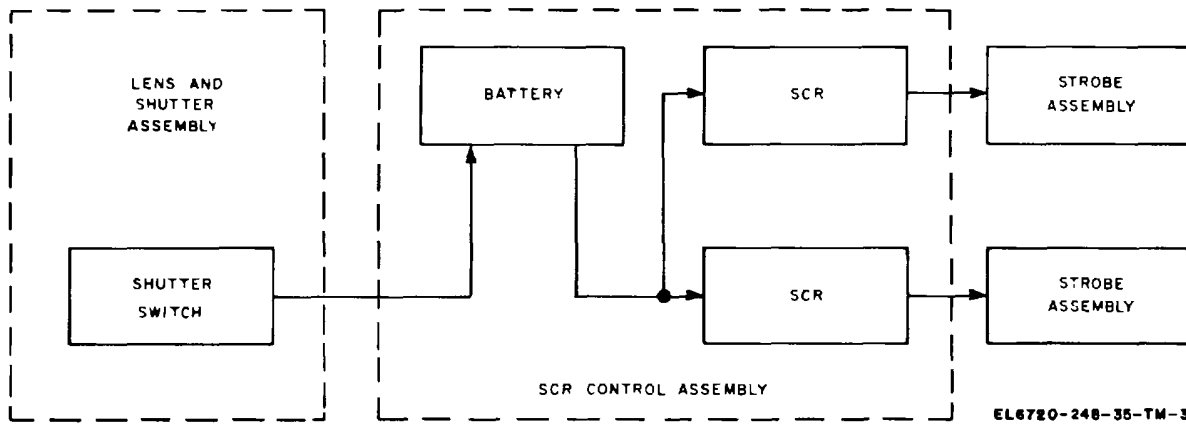 LENS AND
SHUTTER
ASSEMBLY
BATTERY
SCR
STROBE
ASSEMBLY
SHUTTER
SWITCH
SCR
STROBE
ASSEMBLY
SCR CONTROL ASSEMBLY
EL6720-248-35-TM-3